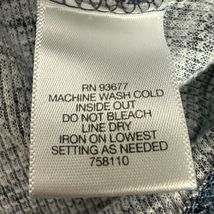 RN 93677
MACHINE WASH COLD
INSIDE OUT
DO NOT BLEACH
LINE DRY
IRON ON LOWEST
SETTING AS NEEDED
758110